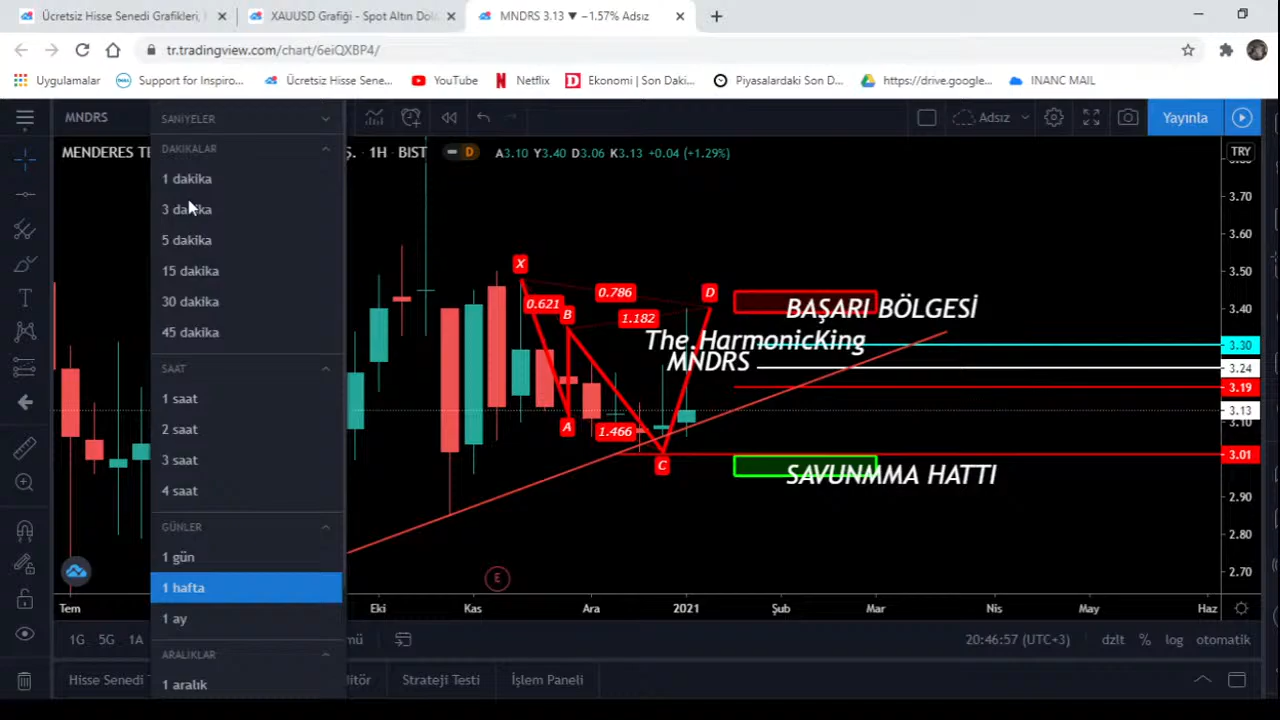 Ücretsiz Hisse Senedi Grafikleri,
XAUUSD Grafiği - Spot Altın Dol
MNDRS 3.13 ▼ −1.57% Adsız
tr.tradingview.com/chart/6eiQXBP4/
Uygulamalar
Support for Inspiro...
Ücretsiz Hisse Sene...
YouTube
Netflix
Ekonomi | Son Daki...
Piyasalardaki Son D...
https://drive.google...
INANC MAIL
MNDRS
SANİYELER
Adsız
Yayınla
DAKİKALAR
MENDERES TE
Ş. · 1H · BIST
D
A3.10 Y3.40 D3.06 K3.13 +0.04 (+1.29%)
TRY
1 dakika
3 dakika
5 dakika
15 dakika
30 dakika
45 dakika
SAAT
1 saat
2 saat
3 saat
4 saat
GÜNLER
1 gün
1 hafta
1 ay
ARALIKLAR
1 aralık
X
0.621
0.786
B
1.182
D
A
1.466
C
BAŞARI BÖLGESİ
The.HarmonicKing
MNDRS
SAVUNMMA HATTI
E
3.70
3.60
3.50
3.40
3.30
3.24
3.19
3.13
3.10
3.01
2.90
2.80
2.70
Tem
Eki
Kas
Ara
2021
Şub
Mar
Nis
May
Haz
1G
5G
1A
mü
20:46:57 (UTC+3)
dzlt
%
log
otomatik
Hisse Senedi T
itör
Strateji Testi
İşlem Paneli